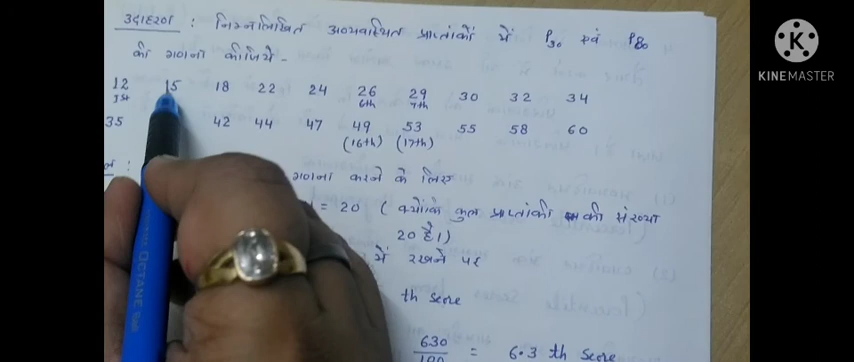 उदाहरण : निम्नलिखित अव्यवस्थित प्राप्तांकों में P30 एवं P80
की गणना कीजिये -
12 15 18 22 24 26 29 30 32 34
1st 6th 7th
35 42 44 47 49 53 55 58 60
(16th) (17th)
गणना करने के लिए
= 20 ( क्योंकि कुल प्राप्तांकों की संख्या
20 है।)
में रखने पर
th score
630
100 = 6.3 th score
KINEMASTER